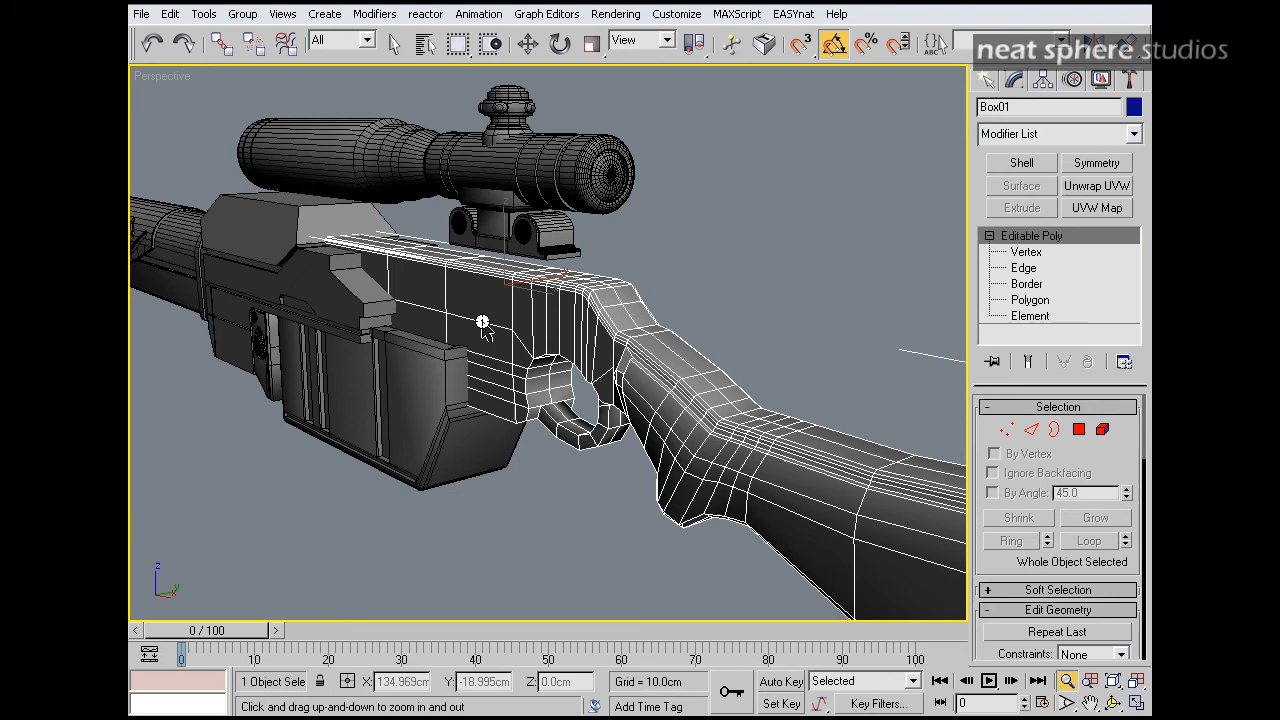 File Edit Tools Group Views Create Modifiers reactor Animation Graph Editors Rendering Customize MAXScript EASYnat Help
All View 3 % ABC
neat sphere studios
Perspective
Box01
Modifier List
Shell Symmetry
Surface Unwrap UVW
Extrude UVW Map
Editable Poly
Vertex
Edge
Border
Polygon
Element
- Selection
By Vertex
Ignore Backfacing
By Angle: 45.0
Shrink Grow
Ring Loop
Whole Object Selected
+ Soft Selection
- Edit Geometry
Repeat Last
Constraints: None
z
y
x
< 0 / 100 >
0 10 20 30 40 50 60 70 80 90 100
1 Object Sele X: 134.969cm Y: -18.995cm Z: 0.0cm Grid = 10.0cm Auto Key Selected
Click and drag up-and-down to zoom in and out Add Time Tag Set Key Key Filters... 0